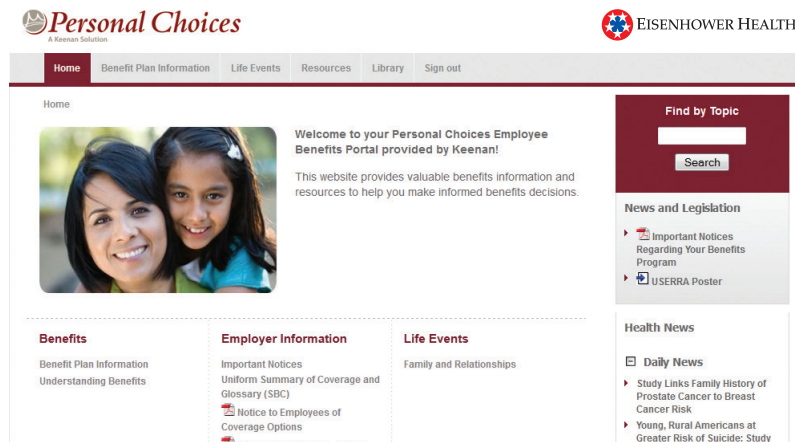 Personal Choices
A Keenan Solution
EISENHOWER HEALTH
Home
Benefit Plan Information
Life Events
Resources
Library
Sign out
Home
Welcome to your Personal Choices Employee
Benefits Portal provided by Keenan!
This website provides valuable benefits information and
resources to help you make informed benefits decisions.
Find by Topic
Search
News and Legislation
Important Notices
Regarding Your Benefits
Program
USERRA Poster
Benefits
Benefit Plan Information
Understanding Benefits
Employer Information
Important Notices
Uniform Summary of Coverage and
Glossary (SBC)
Notice to Employees of
Coverage Options
Life Events
Family and Relationships
Health News
Daily News
Study Links Family History of
Prostate Cancer to Breast
Cancer Risk
Young, Rural Americans at
Greater Risk of Suicide: Study